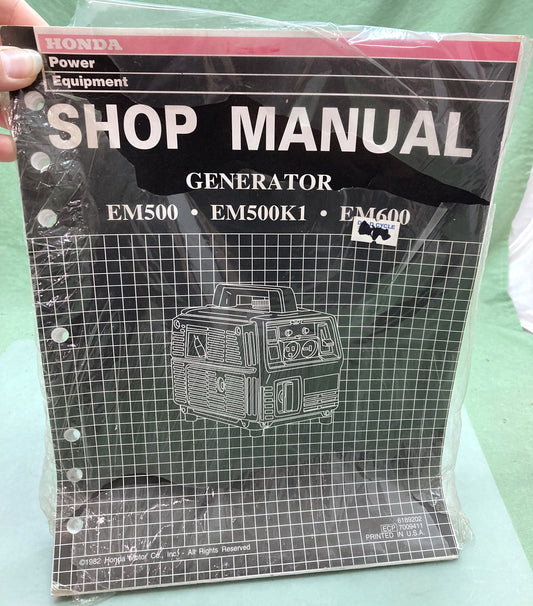 HONDA
Power
Equipment
SHOP MANUAL
GENERATOR
EM500 • EM500K1 • EM600
CYCLE
6189202
ECP 7009411
PRINTED IN U.S.A.
©1982 Honda Motor Co., Inc. - All Rights Reserved